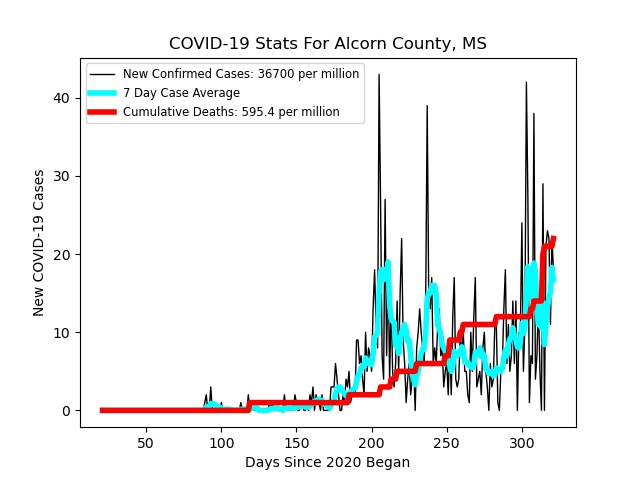 COVID-19 Stats For Alcorn County, MS
New Confirmed Cases: 36700 per million
7 Day Case Average
Cumulative Deaths: 595.4 per million
New COVID-19 Cases
40
30
20
10
0
50
100
150
200
250
300
Days Since 2020 Began